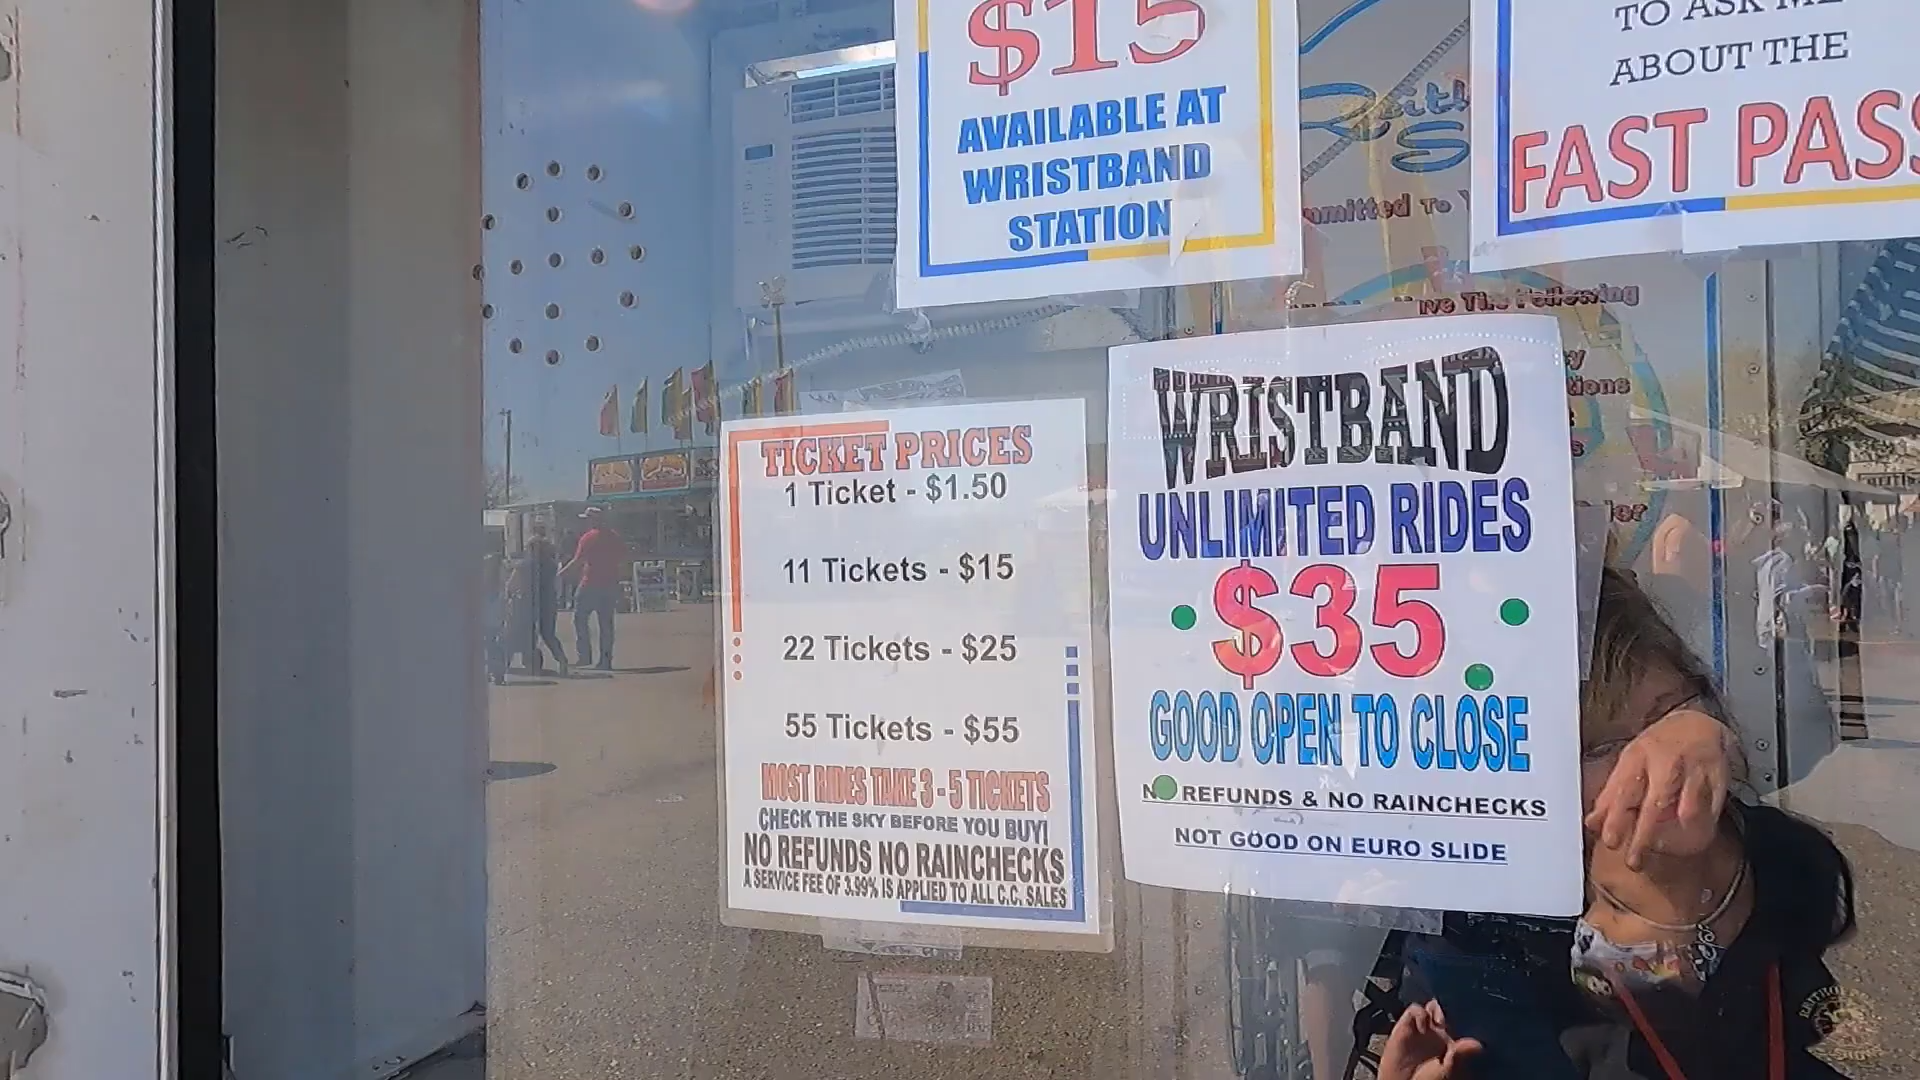 $15
AVAILABLE AT
WRISTBAND
STATION
TO ASK ME
ABOUT THE
FAST PASS
TICKET PRICES
1 Ticket - $1.50
11 Tickets - $15
22 Tickets - $25
55 Tickets - $55
MOST RIDES TAKE 3 - 5 TICKETS
CHECK THE SKY BEFORE YOU BUY!
NO REFUNDS NO RAINCHECKS
A SERVICE FEE OF 3.99% IS APPLIED TO ALL C.C. SALES
WRISTBAND
UNLIMITED RIDES
$35
GOOD OPEN TO CLOSE
NO REFUNDS & NO RAINCHECKS
NOT GOOD ON EURO SLIDE
The Following